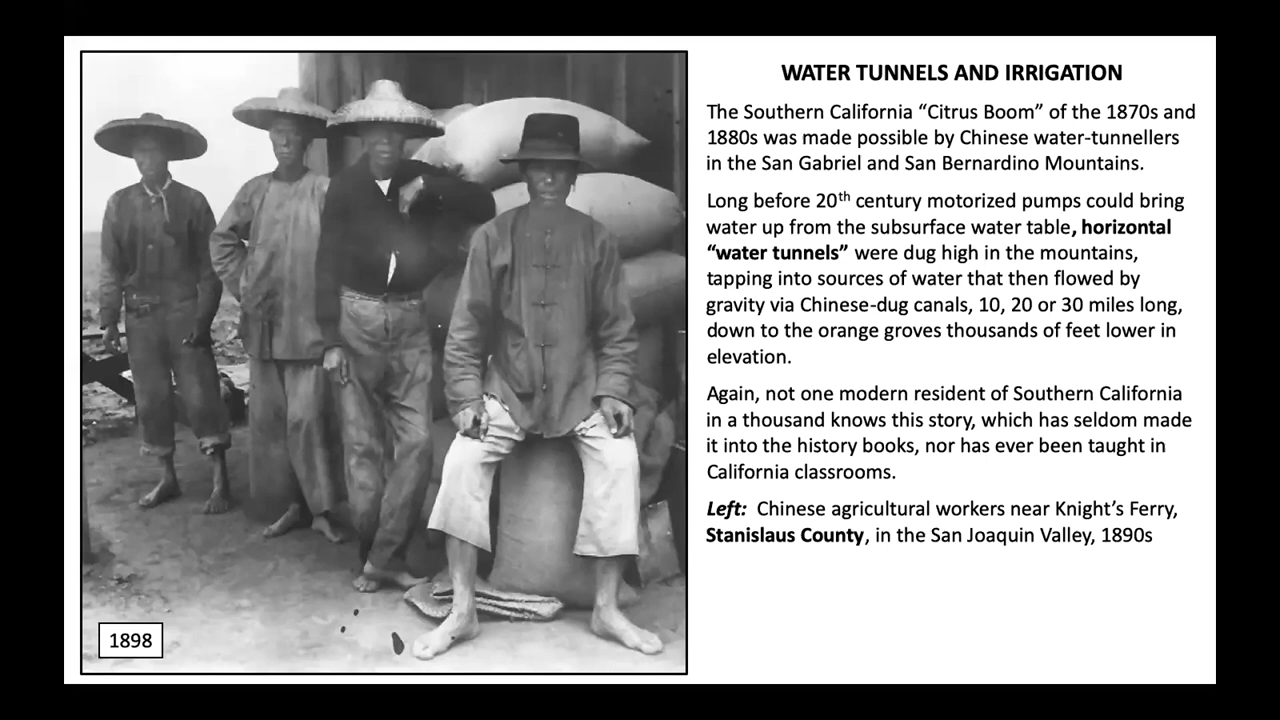 WATER TUNNELS AND IRRIGATION
The Southern California “Citrus Boom” of the 1870s and
1880s was made possible by Chinese water-tunnellers
in the San Gabriel and San Bernardino Mountains.
Long before 20th century motorized pumps could bring
water up from the subsurface water table, horizontal
“water tunnels” were dug high in the mountains,
tapping into sources of water that then flowed by
gravity via Chinese-dug canals, 10, 20 or 30 miles long,
down to the orange groves thousands of feet lower in
elevation.
Again, not one modern resident of Southern California
in a thousand knows this story, which has seldom made
it into the history books, nor has ever been taught in
California classrooms.
Left: Chinese agricultural workers near Knight’s Ferry,
Stanislaus County, in the San Joaquin Valley, 1890s
1898